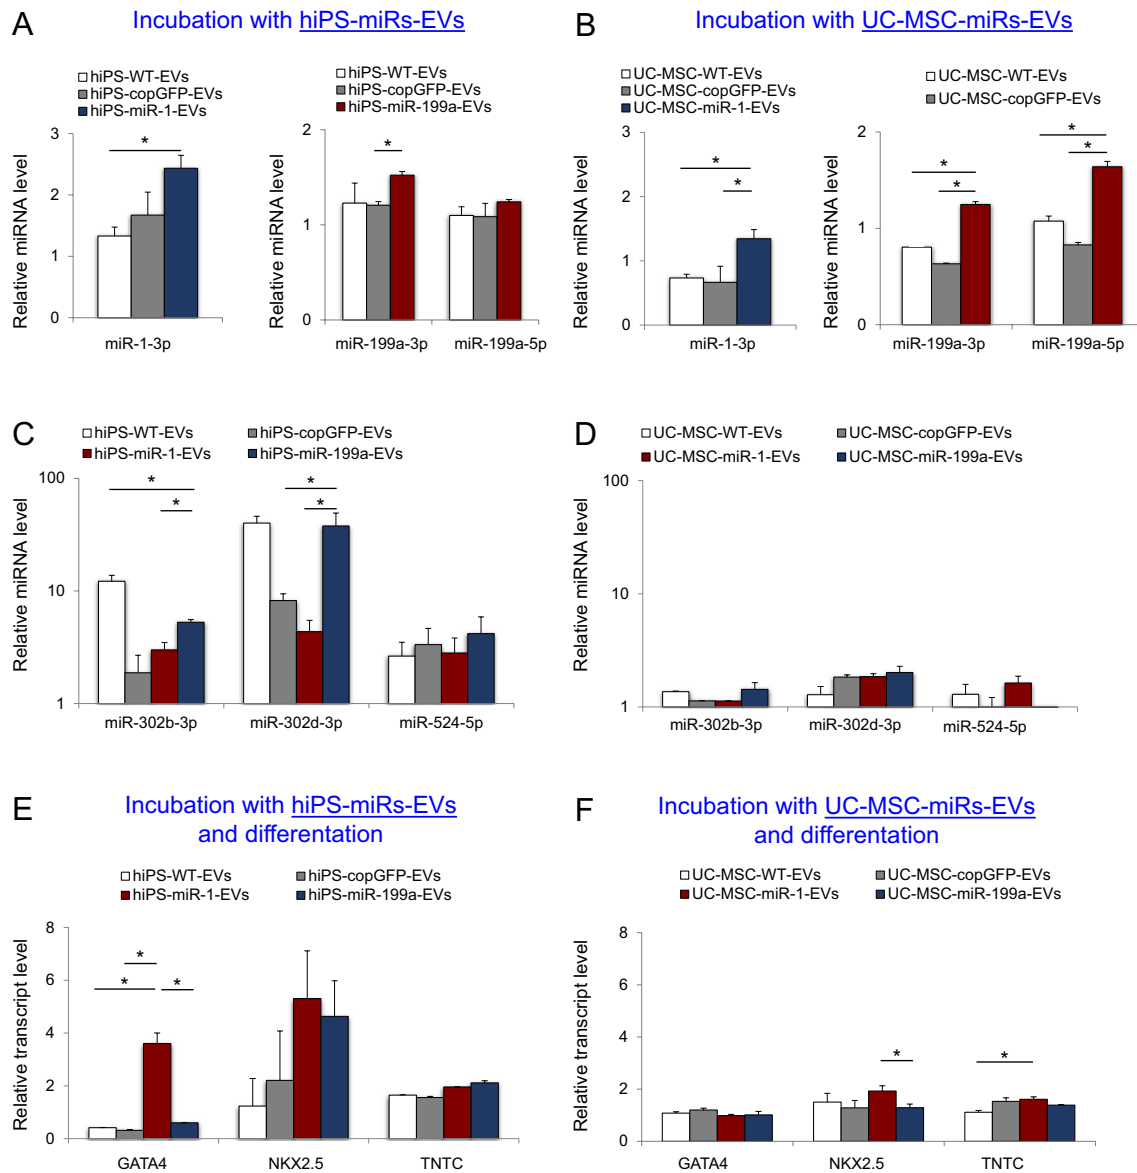 A
Incubation with hiPS-miRs-EVs
hiPS-WT-EVs
hiPS-copGFP-EVs
hiPS-miR-1-EVs
Relative miRNA level
3
2
1
0
*
miR-1-3p
hiPS-WT-EVs
hiPS-copGFP-EVs
hiPS-miR-199a-EVs
Relative miRNA level
2
1
0
*
miR-199a-3p miR-199a-5p
B
Incubation with UC-MSC-miRs-EVs
UC-MSC-WT-EVs
UC-MSC-copGFP-EVs
UC-MSC-miR-1-EVs
Relative miRNA level
3
2
1
0
*
*
miR-1-3p
UC-MSC-WT-EVs
UC-MSC-copGFP-EVs
Relative miRNA level
2
1
0
*
*
*
*
miR-199a-3p miR-199a-5p
C
hiPS-WT-EVs hiPS-copGFP-EVs
hiPS-miR-1-EVs hiPS-miR-199a-EVs
Relative miRNA level
100
10
1
* *
* *
miR-302b-3p miR-302d-3p miR-524-5p
D
UC-MSC-WT-EVs UC-MSC-copGFP-EVs
UC-MSC-miR-1-EVs UC-MSC-miR-199a-EVs
Relative miRNA level
100
10
1
miR-302b-3p miR-302d-3p miR-524-5p
E
Incubation with hiPS-miRs-EVs
and differentation
hiPS-WT-EVs hiPS-copGFP-EVs
hiPS-miR-1-EVs hiPS-miR-199a-EVs
Relative transcript level
8
6
4
2
0
*
* *
GATA4 NKX2.5 TNTC
F
Incubation with UC-MSC-miRs-EVs
and differentation
UC-MSC-WT-EVs UC-MSC-copGFP-EVs
UC-MSC-miR-1-EVs UC-MSC-miR-199a-EVs
Relative transcript level
8
6
4
2
0
* *
GATA4 NKX2.5 TNTC